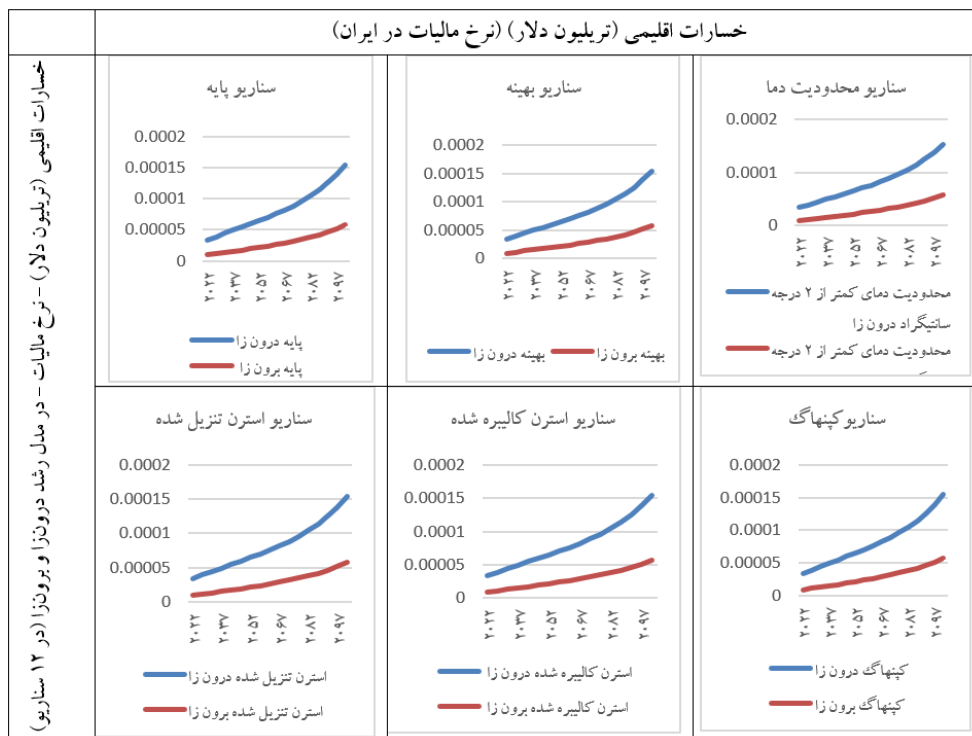 خسارات اقلیمی (تریلیون دلار) (نرخ مالیات در ایران)
خسارات اقلیمی (تریلیون دلار) - نرخ مالیات - در مدل رشد درون‌زا و برون‌زا (در ۱۲ سناریو)
سناریو محدودیت دما
0.0002
0.0001
0
۲۰۲۲ ۲۰۳۷ ۲۰۵۲ ۲۰۶۷ ۲۰۸۲ ۲۰۹۷
محدودیت دمای کمتر از ۲ درجه
سانتیگراد درون زا
محدودیت دمای کمتر از ۲ درجه
سناریو بهینه
0.0002
0.00015
0.0001
0.00005
0
۲۰۲۲ ۲۰۳۷ ۲۰۵۲ ۲۰۶۷ ۲۰۸۲ ۲۰۹۷
بهینه برون زا
بهینه درون زا
سناریو پایه
0.0002
0.00015
0.0001
0.00005
0
۲۰۲۲ ۲۰۳۷ ۲۰۵۲ ۲۰۶۷ ۲۰۸۲ ۲۰۹۷
پایه درون زا
پایه برون زا
سناریو کپنهاگ
0.0002
0.00015
0.0001
0.00005
0
۲۰۲۲ ۲۰۳۷ ۲۰۵۲ ۲۰۶۷ ۲۰۸۲ ۲۰۹۷
کپنهاگ درون زا
کپنهاگ برون زا
سناریو استرن کالیبره شده
0.0002
0.00015
0.0001
0.00005
0
۲۰۲۲ ۲۰۳۷ ۲۰۵۲ ۲۰۶۷ ۲۰۸۲ ۲۰۹۷
استرن کالیبره شده درون زا
استرن کالیبره شده برون زا
سناریو استرن تنزیل شده
0.0002
0.00015
0.0001
0.00005
0
۲۰۲۲ ۲۰۳۷ ۲۰۵۲ ۲۰۶۷ ۲۰۸۲ ۲۰۹۷
استرن تنزیل شده درون زا
استرن تنزیل شده برون زا